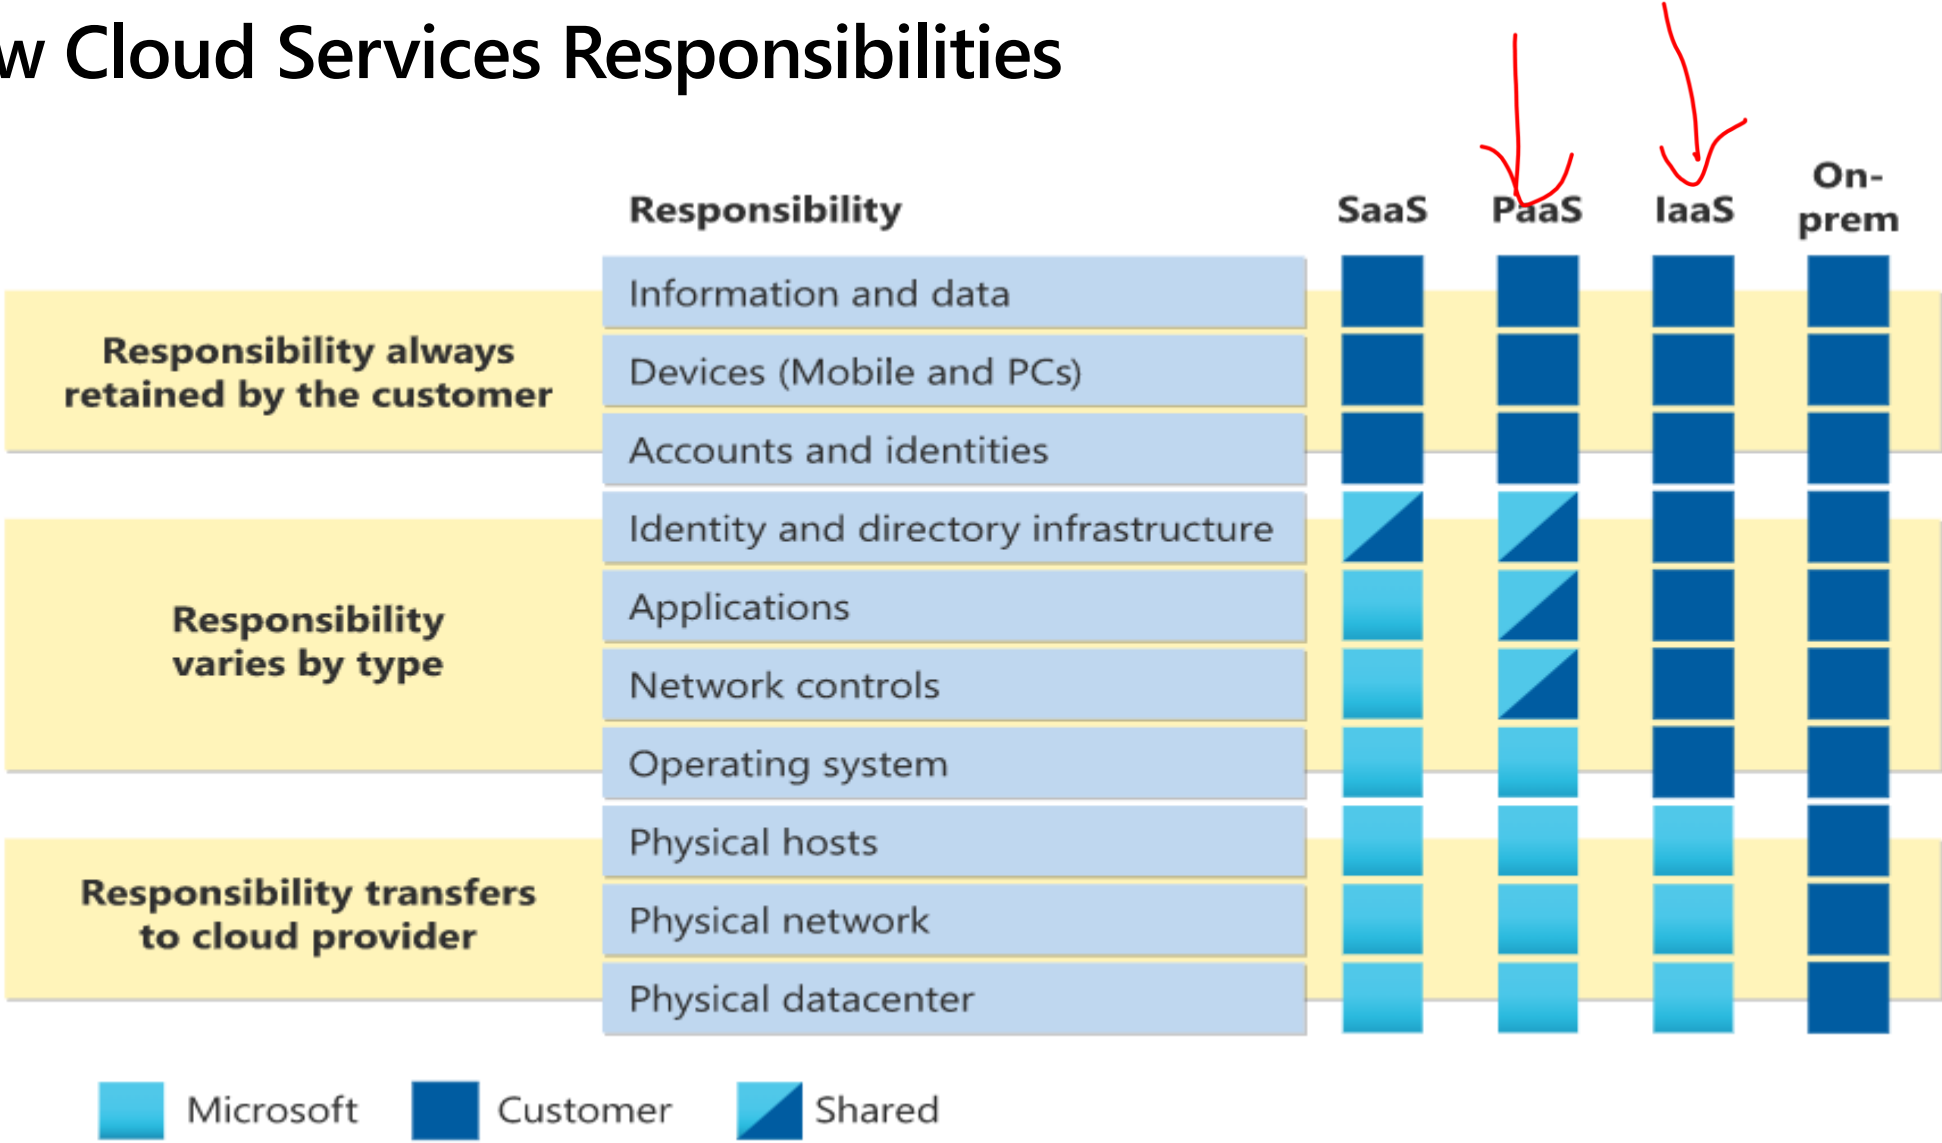 w Cloud Services Responsibilities
Responsibility
SaaS
PaaS
IaaS
On-
prem
Responsibility always
retained by the customer
Information and data
Devices (Mobile and PCs)
Accounts and identities
Responsibility
varies by type
Identity and directory infrastructure
Applications
Network controls
Operating system
Responsibility transfers
to cloud provider
Physical hosts
Physical network
Physical datacenter
Microsoft
Customer
Shared